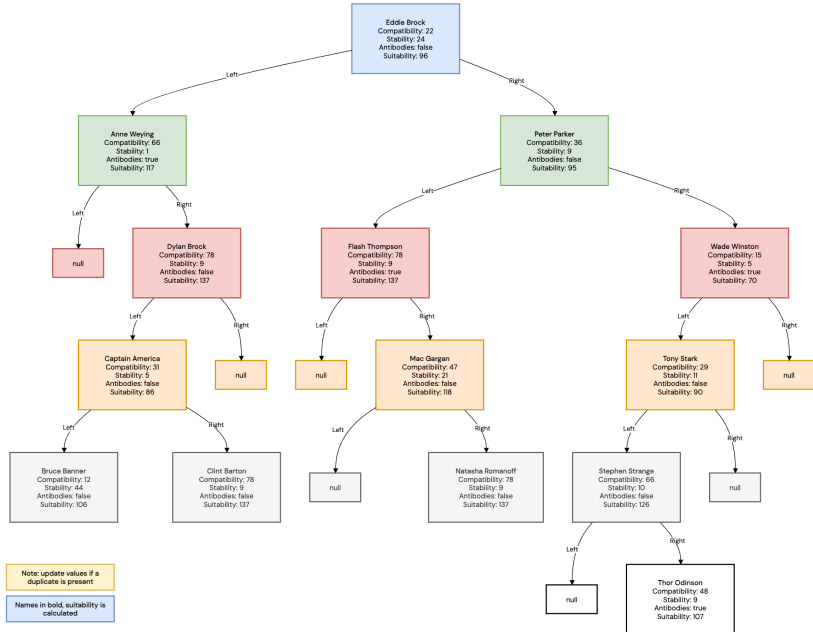 Eddie Brock
Compatibility: 22
Stability: 24
Antibodies: false
Suitability: 96
Left
Right
Anne Weying
Compatibility: 66
Stability: 1
Antibodies: true
Suitability: 117
Peter Parker
Compatibility: 36
Stability: 9
Antibodies: false
Suitability: 95
Left
Right
Left
Right
null
Dylan Brock
Compatibility: 78
Stability: 9
Antibodies: false
Suitability: 137
Flash Thompson
Compatibility: 78
Stability: 9
Antibodies: true
Suitability: 137
Wade Winston
Compatibility: 15
Stability: 5
Antibodies: true
Suitability: 70
Left
Right
Left
Right
Left
Right
Captain America
Compatibility: 31
Stability: 5
Antibodies: false
Suitability: 86
null
null
Mac Gargan
Compatibility: 47
Stability: 21
Antibodies: false
Suitability: 118
Tony Stark
Compatibility: 29
Stability: 11
Antibodies: false
Suitability: 90
null
Left
Right
Left
Right
Left
Right
Bruce Banner
Compatibility: 12
Stability: 44
Antibodies: false
Suitability: 106
Clint Barton
Compatibility: 78
Stability: 9
Antibodies: false
Suitability: 137
null
Natasha Romanoff
Compatibility: 78
Stability: 9
Antibodies: false
Suitability: 137
Stephen Strange
Compatibility: 66
Stability: 10
Antibodies: false
Suitability: 126
null
Left
Right
null
Thor Odinson
Compatibility: 48
Stability: 9
Antibodies: true
Suitability: 107
Note: update values if a
duplicate is present
Names in bold, suitability is
calculated